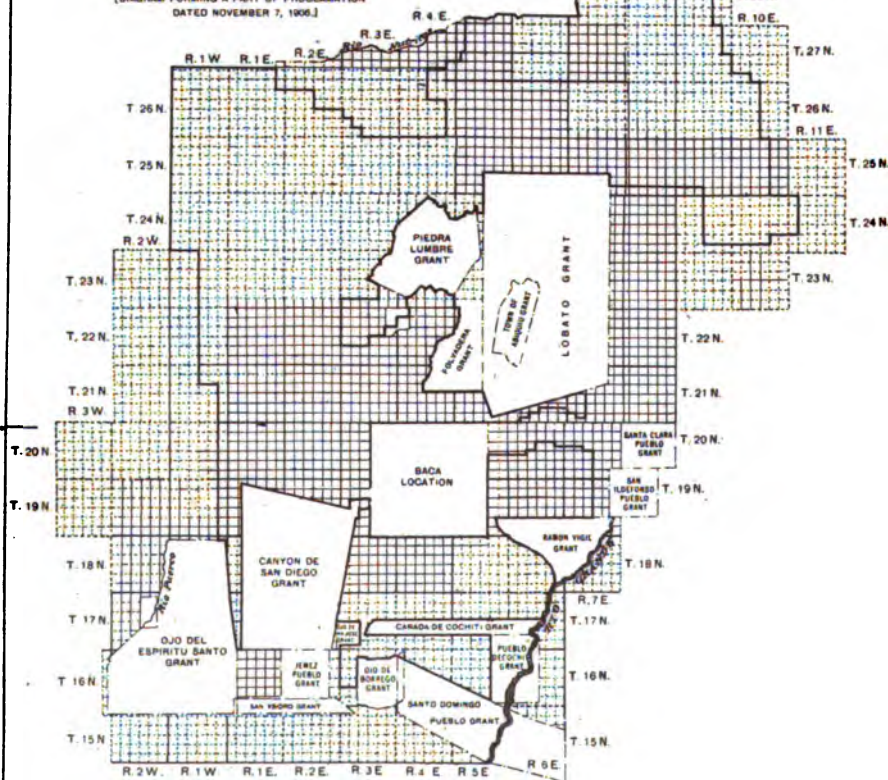 DATED NOVEMBER 7, 1906.]
R. 4 E.
R. 10 E.
R. 3 E.
T. 27 N.
R. 1 W.
R. 1 E.
R. 2 E.
T. 26 N.
T. 26 N.
R. 11 E.
T. 25 N.
T. 25 N.
T. 24 N.
T. 24 N.
R. 2 W.
PIEDRA
LUMBRE
GRANT
LOBATO GRANT
T. 23 N.
T. 23 N.
TOWN OF
ABIQUIU GRANT
T. 22 N.
T. 22 N.
POLVADERA
GRANT
T. 21 N.
T. 21 N.
R. 3 W.
T. 20 N.
SANTA CLARA
PUEBLO
GRANT
T. 20 N.
BACA
LOCATION
T. 19 N.
SAN
ILDEFONSO
PUEBLO
GRANT
T. 19 N.
RAMON VIGIL
GRANT
T. 18 N.
CANYON DE
SAN DIEGO
GRANT
T. 18 N.
Rio Puerco
R. 7 E.
T. 17 N.
CANADA DE COCHITI GRANT
T. 17 N.
OJO DEL
ESPIRITU SANTO
GRANT
PUEBLO
DE COCHITI
GRANT
T. 16 N.
JEMEZ
PUEBLO
GRANT
OJO DE
BORREGO
GRANT
T. 16 N.
SAN YSIDRO GRANT
SANTO DOMINGO
PUEBLO GRANT
T. 15 N.
T. 15 N.
R. 2 W.
R. 1 W.
R. 1 E.
R. 2 E.
R. 3 E.
R. 4 E.
R. 5 E.
R. 6 E.